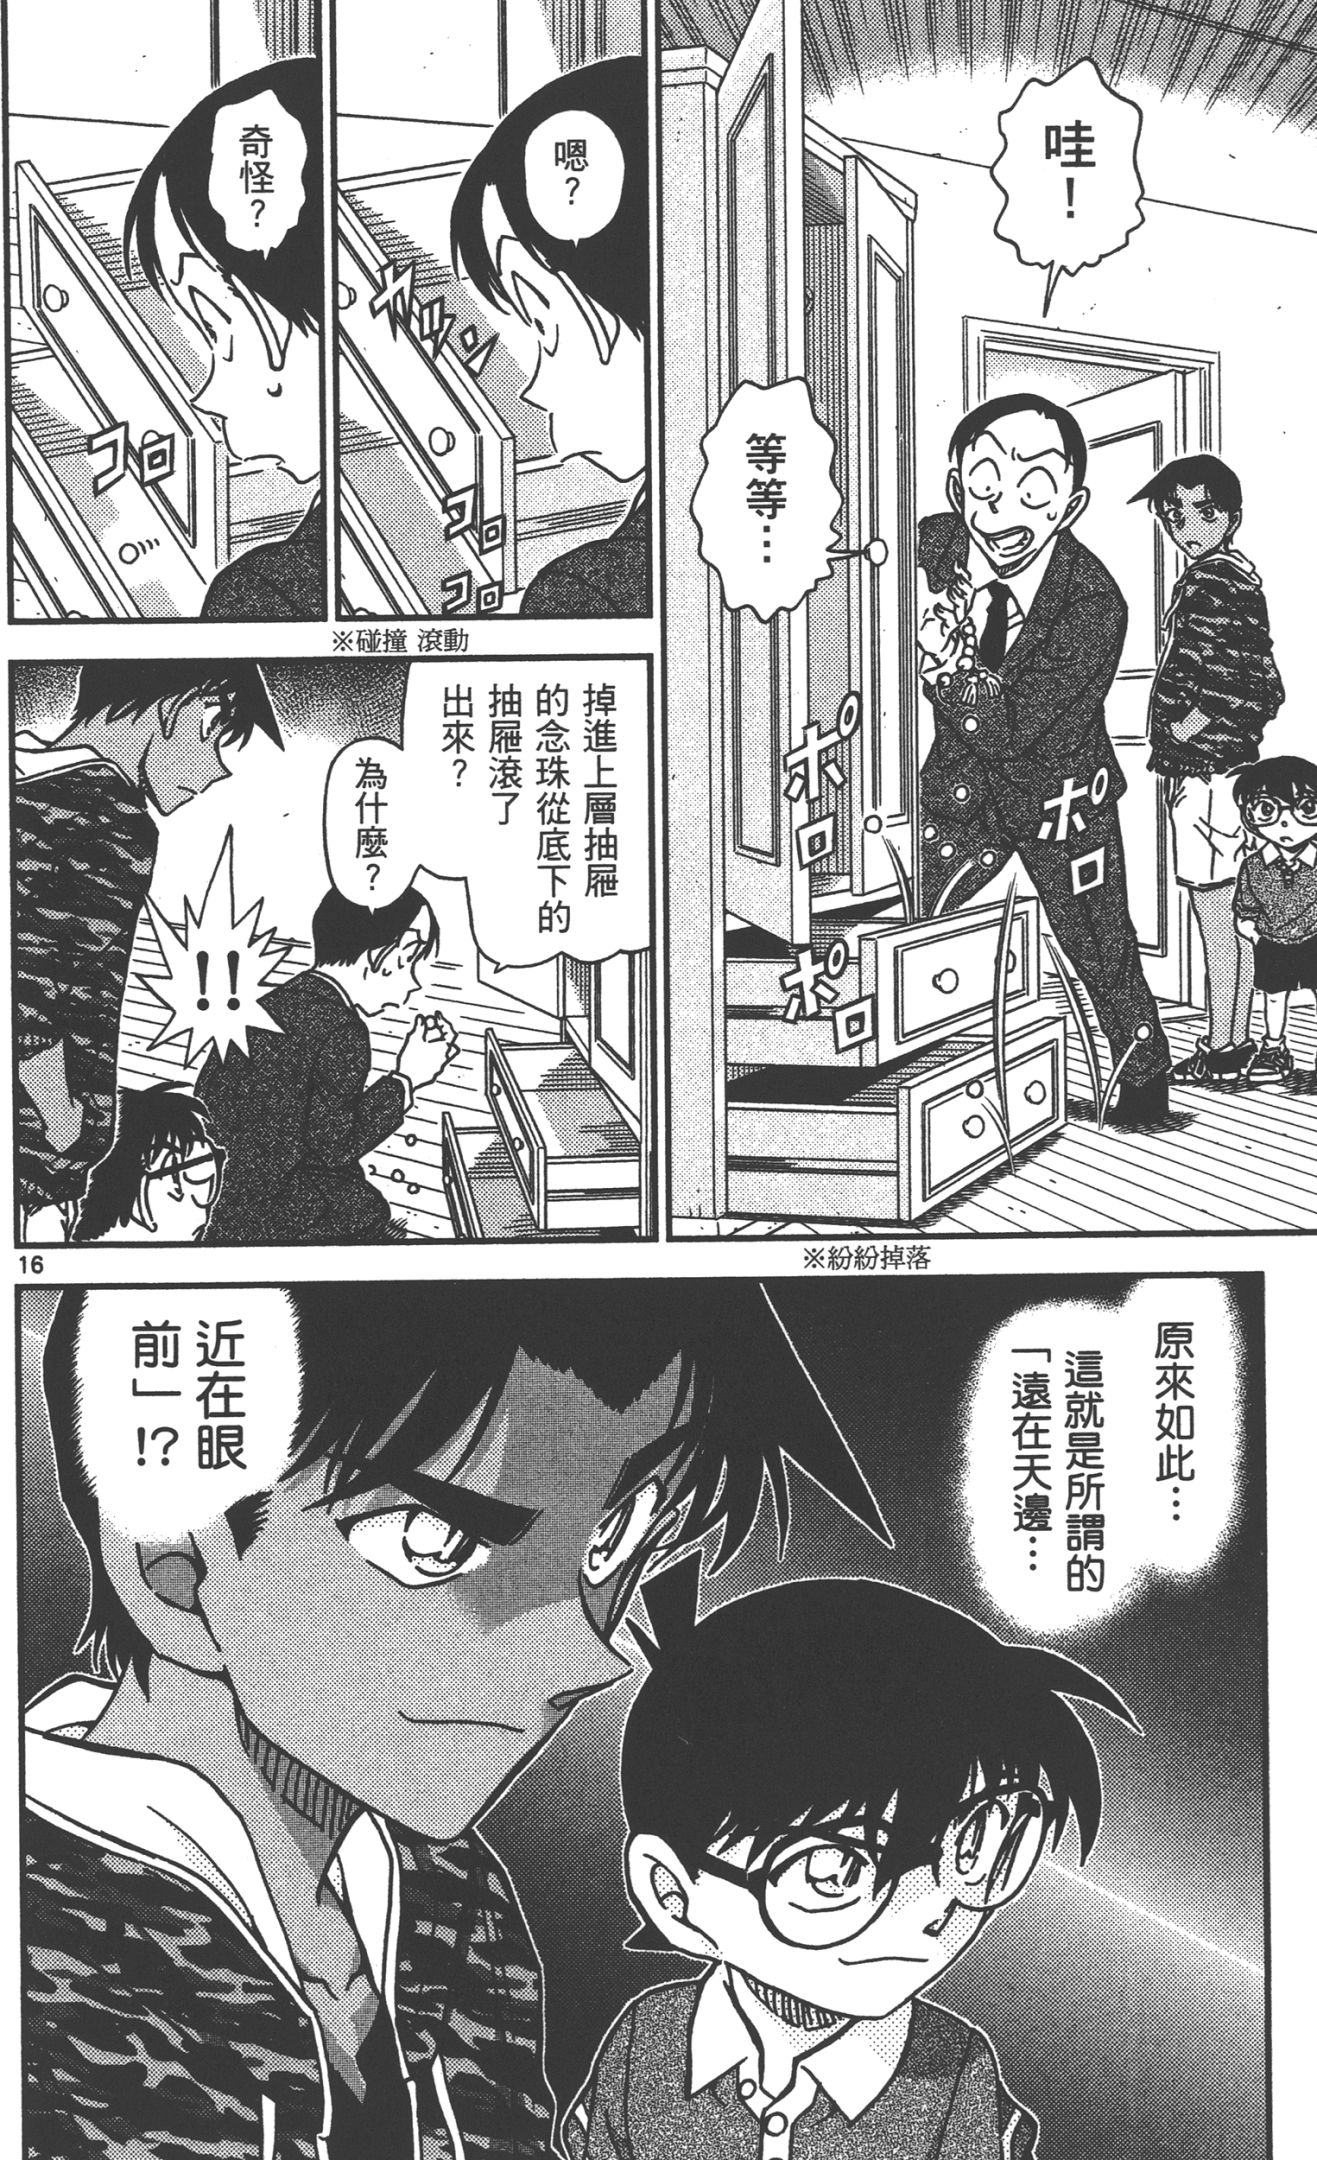 哇！
等等…
ポロ
ポロ
ポロ
※紛紛掉落
嗯？
ガッン
コロ
コロ
奇怪？
コロ
※碰撞 滾動
掉進上層抽屜
的念珠從底下的
抽屜滾了
出來？
為什麼？
!!
16
原來如此…
這就是所謂的
「遠在天邊…
近在眼
前」!?